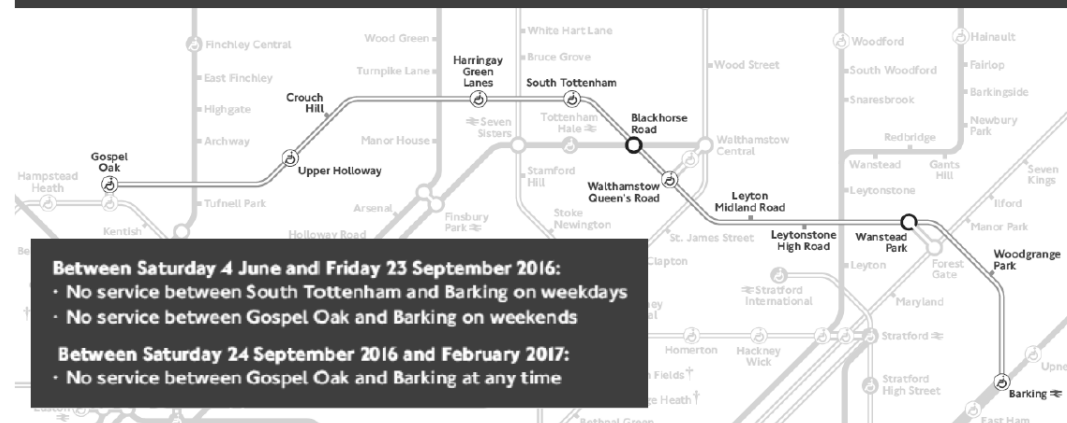 Finchley Central
East Finchley
Highgate
Archway
Tufnell Park
Kentish
Hampstead
Heath
Gospel
Oak
Upper Holloway
Crouch
Hill
Wood Green
Turnpike Lane
Harringay
Green
Lanes
Manor House
Arsenal
Finsbury
Park
Holloway Road
White Hart Lane
Bruce Grove
South Tottenham
Seven
Sisters
Tottenham
Hale
Stamford
Hill
Stoke
Newington
Blackhorse
Road
Wood Street
Walthamstow
Central
Walthamstow
Queen's Road
St. James Street
Clapton
Leyton
Midland Road
Leytonstone
High Road
Wanstead
Park
Woodgrange
Park
Barking
Woodford
South Woodford
Snaresbrook
Redbridge
Wanstead
Gants
Hill
Leytonstone
Leyton
Hainault
Fairlop
Barkingside
Newbury
Park
Seven
Kings
Ilford
Manor Park
Forest
Gate
Maryland
Stratford
International
Stratford
Stratford
High Street
Homerton
Hackney
Wick
Fields
Heath
Bethnal Green
East Ham
Between Saturday 4 June and Friday 23 September 2016:
· No service between South Tottenham and Barking on weekdays
· No service between Gospel Oak and Barking on weekends
Between Saturday 24 September 2016 and February 2017:
· No service between Gospel Oak and Barking at any time